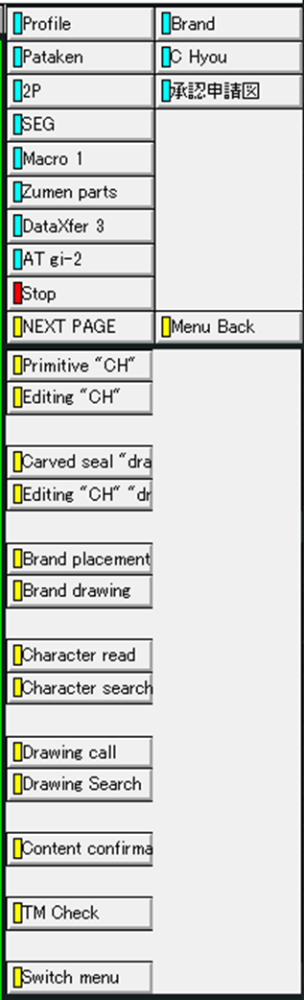 Profile
Brand
Pataken
C Hyou
2P
承認申請図
SEG
Macro 1
Zumen parts
DataXfer 3
AT gi-2
Stop
NEXT PAGE
Menu Back
Primitive "CH"
Editing "CH"
Carved seal "dra
Editing "CH" "dr
Brand placement
Brand drawing
Character read
Character search
Drawing call
Drawing Search
Content confirma
TM Check
Switch menu